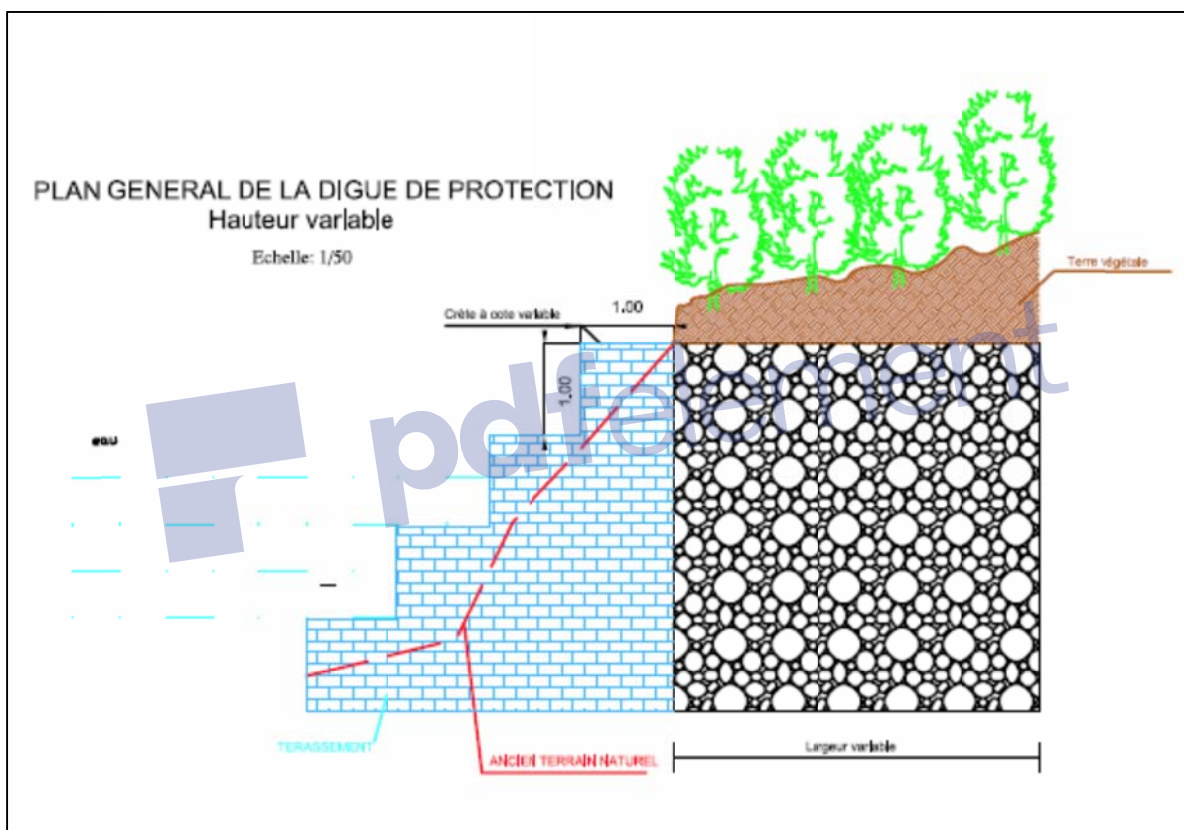 PLAN GENERAL DE LA DIGUE DE PROTECTION
Hauteur variable
Echelle: 1/50
Terre végétale
1.00
Crète à cote variable
1.00
pdfelement
eau
Largeur variable
TERASSEMENT
ANCIEN TERRAIN NATUREL